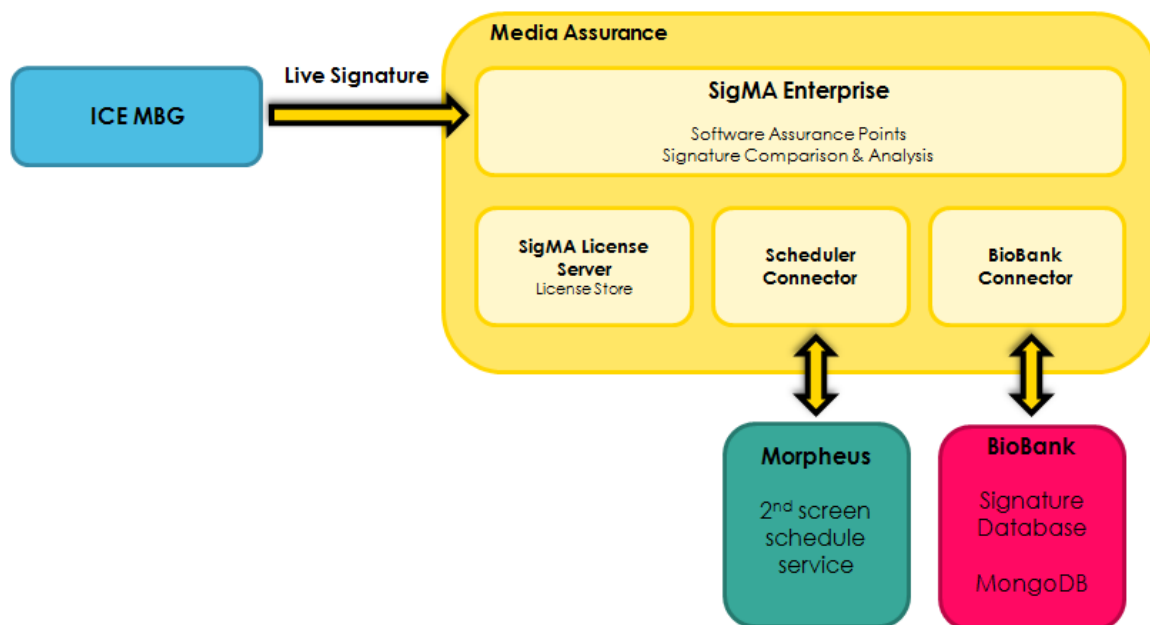 Media Assurance
Live Signature
ICE MBG
SigMA Enterprise
Software Assurance Points
Signature Comparison & Analysis
SigMA License
Server
License Store
Scheduler
Connector
BioBank
Connector
Morpheus
2nd screen
schedule
service
BioBank
Signature
Database
MongoDB